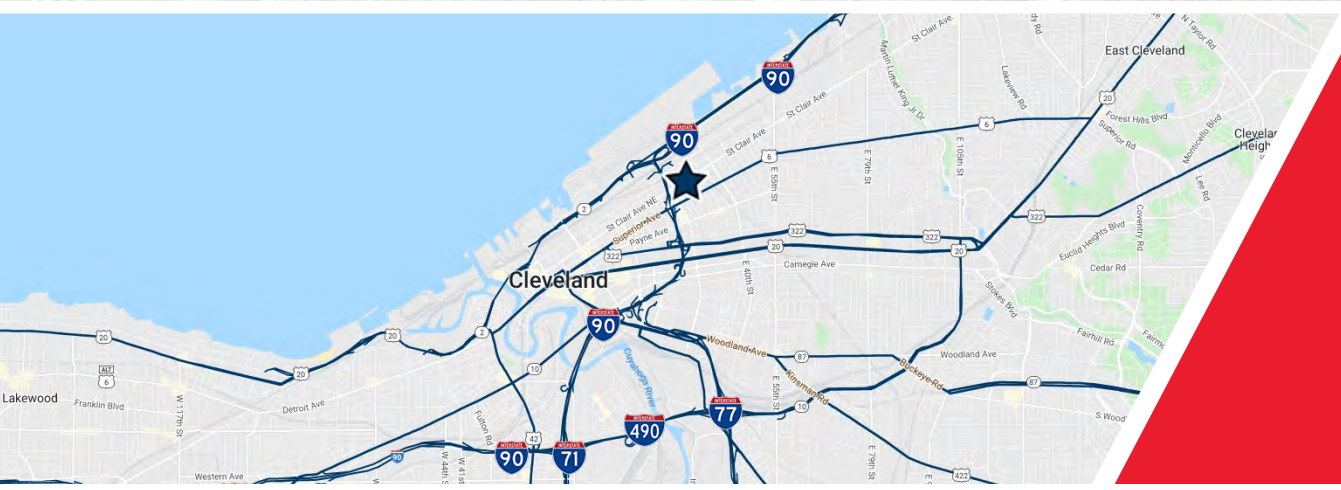 N Taylor Rd
St Clair Ave
Martin Luther King Jr Dr
East Cleveland
INTERSTATE
90
Lakeview Rd
20
St Clair Ave
Forest Hills Blvd
Superior Rd
Monticello Blvd
6
INTERSTATE
90
St Clair Ave
6
E 55th St
E 79th St
E 105th St
Lee Rd
2
St Clair Ave NE
Superior Ave
Payne Ave
322
322
322
322
20
20
Coventry Rd
Euclid Heights Blvd
Cedar Rd
Carnegie Ave
E 40th St
Cleveland
Stokes Blvd
INTERSTATE
90
Fairhill Rd
20
20
2
Woodland Ave
87
Woodland Ave
Cuyahoga River
Buckeye Rd
10
20
Kinsman Rd
E 55th St
87
ALT
6
Lakewood
Franklin Blvd
W 117th St
Detroit Ave
Fulton Rd
10
INTERSTATE
77
S Wood
INTERSTATE
490
42
INTERSTATE
90
INTERSTATE
71
90
W 44th St
W 41st
E 79th St
Western Ave
422